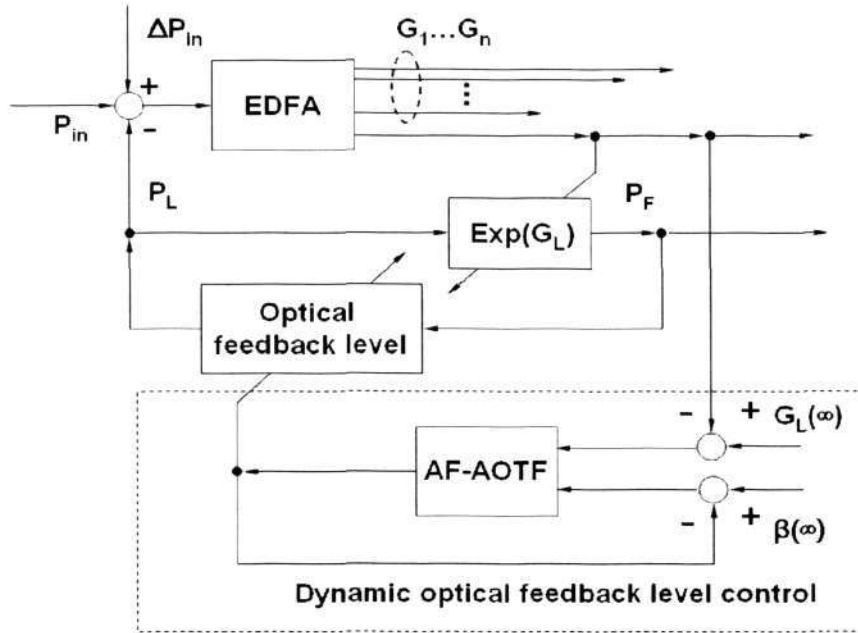 ΔP_in
G_1...G_n
+
EDFA
P_in
-
P_L
P_F
Exp(G_L)
Optical
feedback level
- + G_L(∞)
AF-AOTF
- + β(∞)
Dynamic optical feedback level control